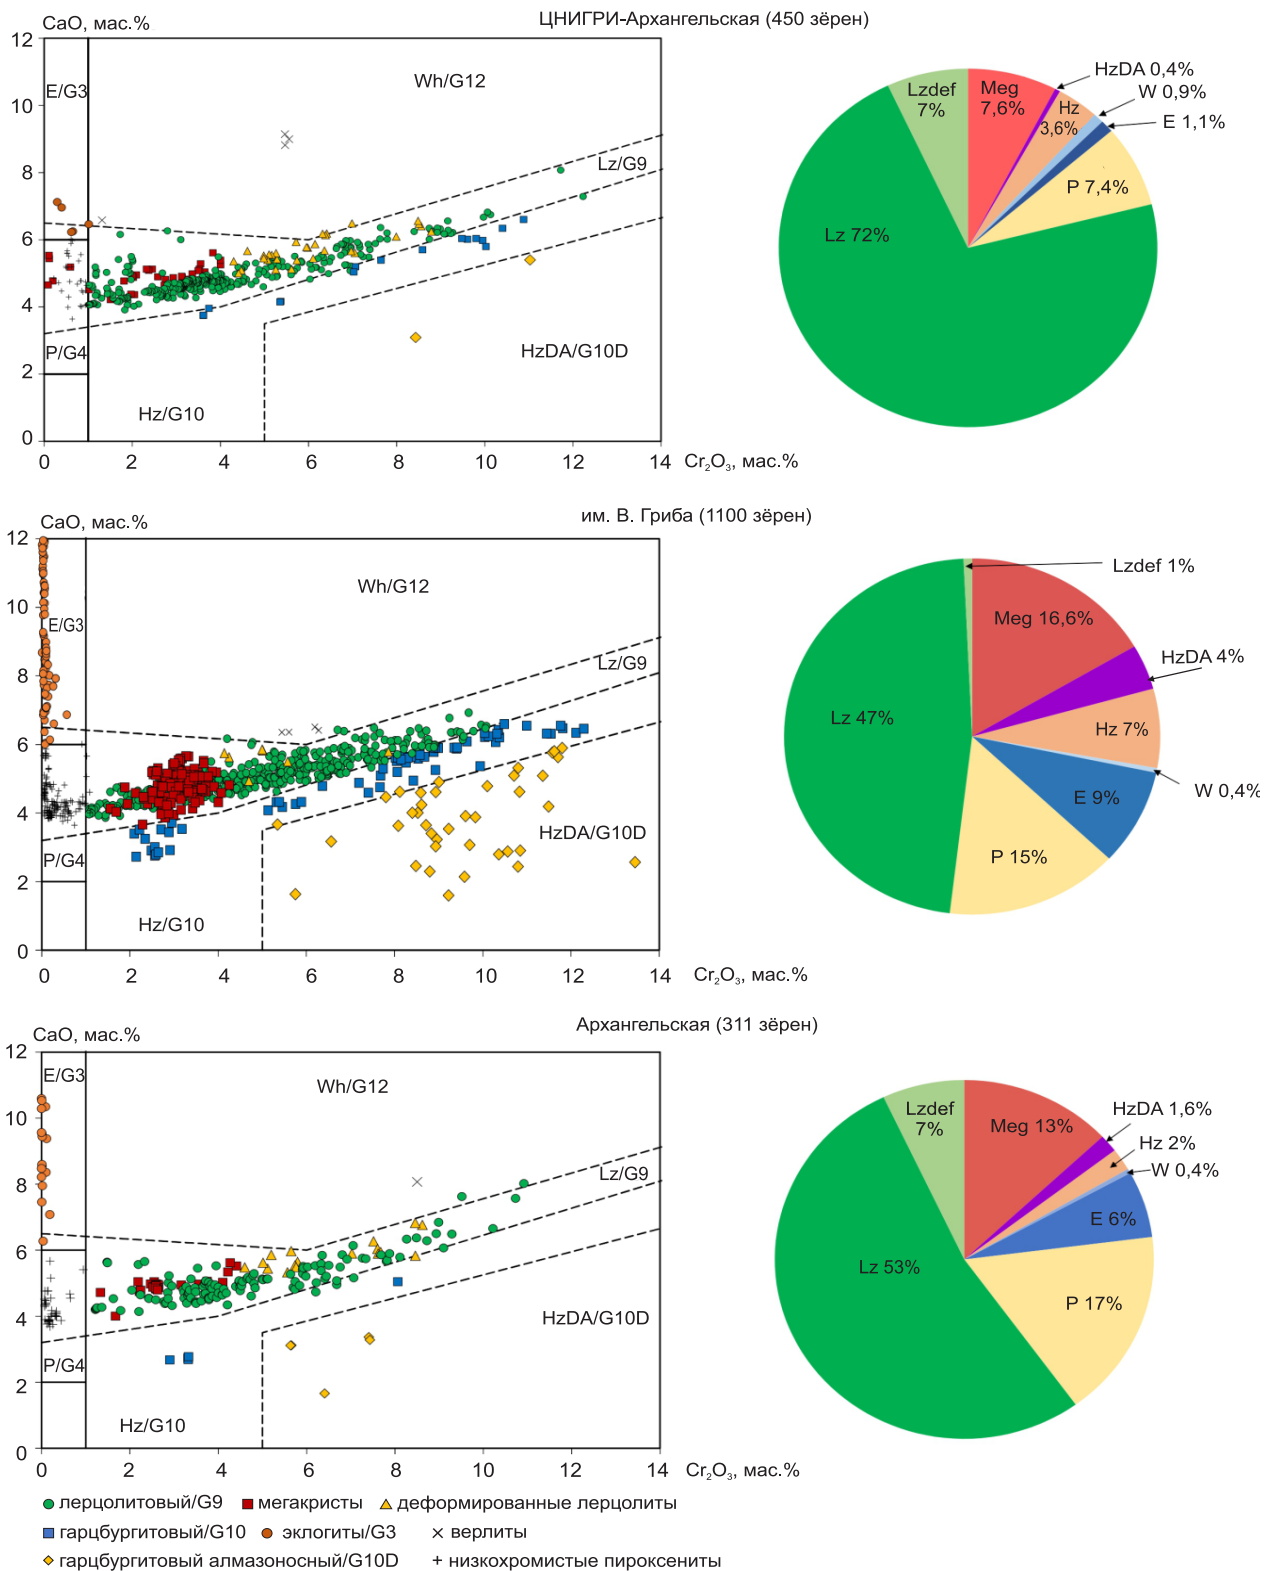 ЦНИГРИ-Архангельская (450 зёрен)
CaO, мас.%
12
10
8
6
4
2
0
E/G3
Wh/G12
Lz/G9
P/G4
Hz/G10
HzDA/G10D
0 2 4 6 8 10 12 14
Cr₂O₃, мас.%
Lzdef
7%
Meg
7,6%
HzDA 0,4%
Hz
3,6%
W 0,9%
E 1,1%
P 7,4%
Lz 72%
им. В. Гриба (1100 зёрен)
CaO, мас.%
12
10
8
6
4
2
0
E/G3
Wh/G12
Lz/G9
P/G4
Hz/G10
HzDA/G10D
0 2 4 6 8 10 12 14
Cr₂O₃, мас.%
Lzdef 1%
Meg 16,6%
HzDA 4%
Hz 7%
W 0,4%
E 9%
P 15%
Lz 47%
Архангельская (311 зёрен)
CaO, мас.%
12
10
8
6
4
2
0
E/G3
Wh/G12
Lz/G9
P/G4
Hz/G10
HzDA/G10D
0 2 4 6 8 10 12 14
Cr₂O₃, мас.%
Lzdef
7%
Meg 13%
HzDA 1,6%
Hz 2%
W 0,4%
E 6%
P 17%
Lz 53%
лерцолитовый/G9 мегакристы деформированные лерцолиты
гарцбургитовый/G10 эклогиты/G3 верлиты
гарцбургитовый алмазоносный/G10D низкохромистые пироксениты